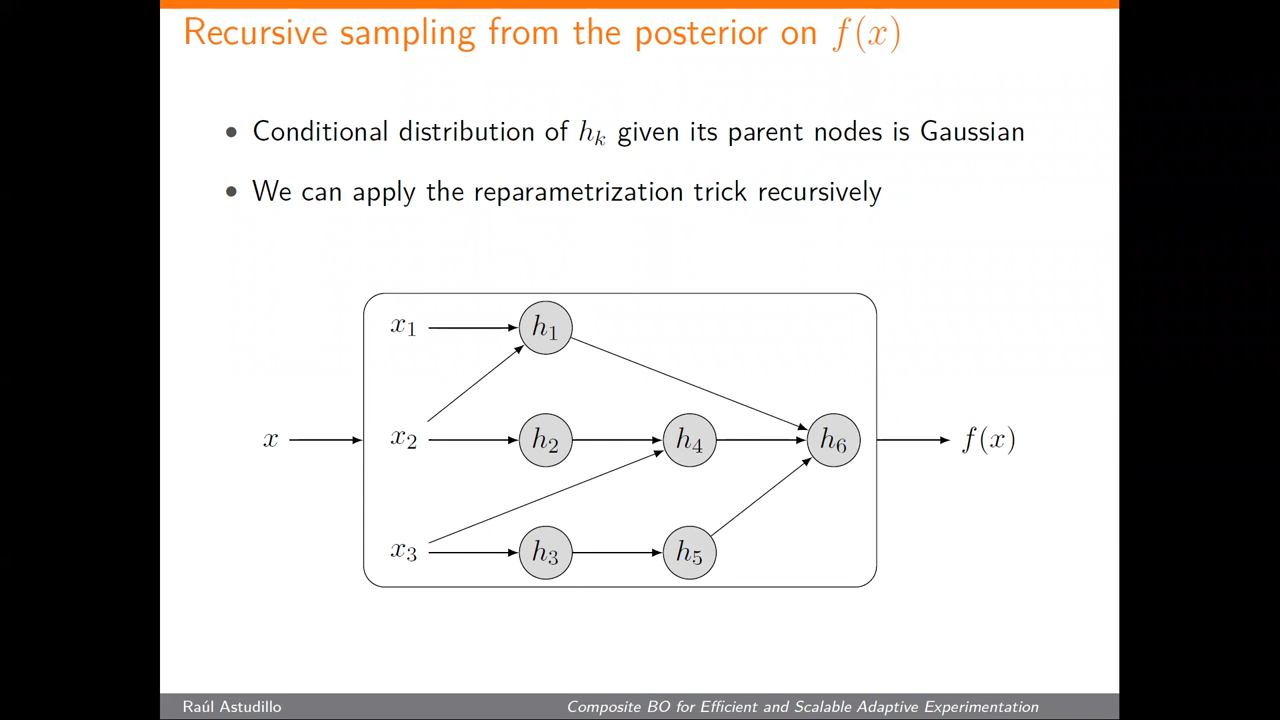 Recursive sampling from the posterior on f(x)
• Conditional distribution of hₖ given its parent nodes is Gaussian
• We can apply the reparametrization trick recursively
x₁ h₁
x x₂ h₂ h₄ h₆ f(x)
x₃ h₃ h₅
Raúl Astudillo Composite BO for Efficient and Scalable Adaptive Experimentation